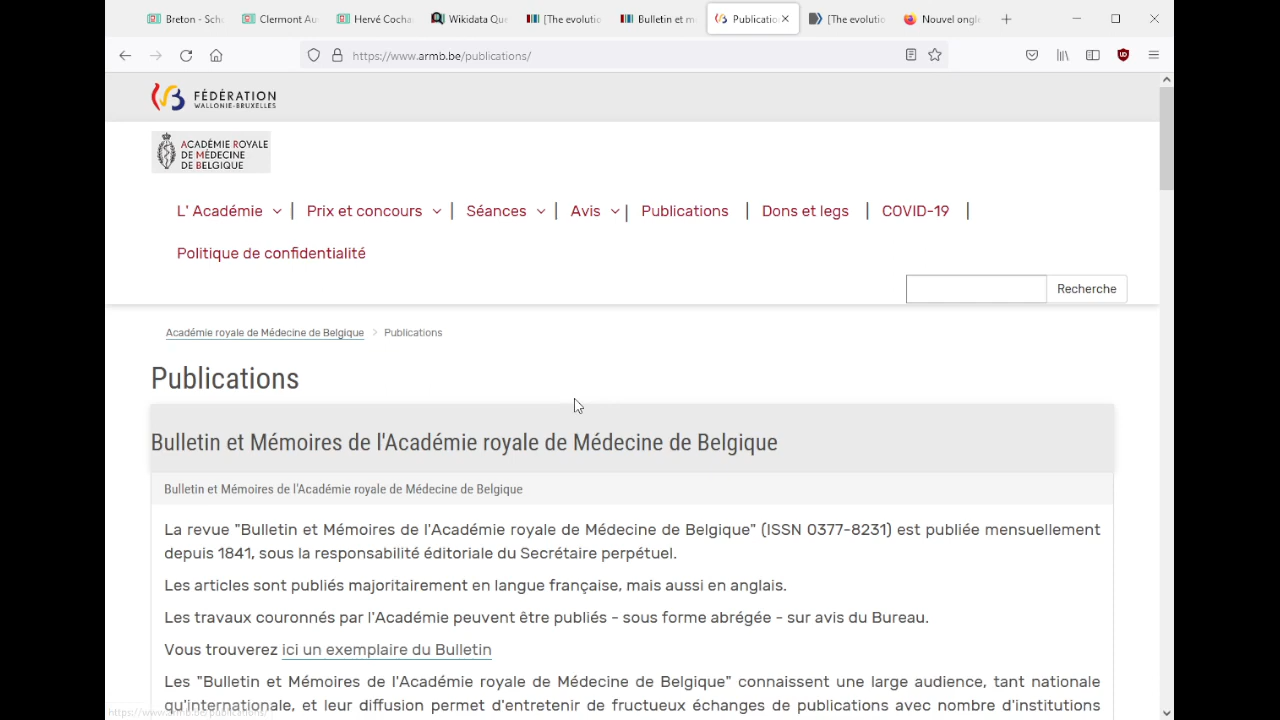 Breton - Sch
Clermont Au
Hervé Cocha
Wikidata Que
[The evolutio
Bulletin et m
Publication
[The evolutio
Nouvel ongle
https://www.armb.be/publications/
FÉDÉRATION
WALLONIE-BRUXELLES
ACADÉMIE ROYALE
DE MÉDECINE
DE BELGIQUE
L' Académie | Prix et concours | Séances | Avis | Publications | Dons et legs | COVID-19 |
Politique de confidentialité
Recherche
Académie royale de Médecine de Belgique > Publications
Publications
Bulletin et Mémoires de l'Académie royale de Médecine de Belgique
Bulletin et Mémoires de l'Académie royale de Médecine de Belgique
La revue "Bulletin et Mémoires de l'Académie royale de Médecine de Belgique" (ISSN 0377-8231) est publiée mensuellement
depuis 1841, sous la responsabilité éditoriale du Secrétaire perpétuel.
Les articles sont publiés majoritairement en langue française, mais aussi en anglais.
Les travaux couronnés par l'Académie peuvent être publiés - sous forme abrégée - sur avis du Bureau.
Vous trouverez ici un exemplaire du Bulletin
Les "Bulletin et Mémoires de l'Académie royale de Médecine de Belgique" connaissent une large audience, tant nationale
qu'internationale, et leur diffusion permet d'entretenir de fructueux échanges de publications avec nombre d'institutions
https://www.armb.be/publications/